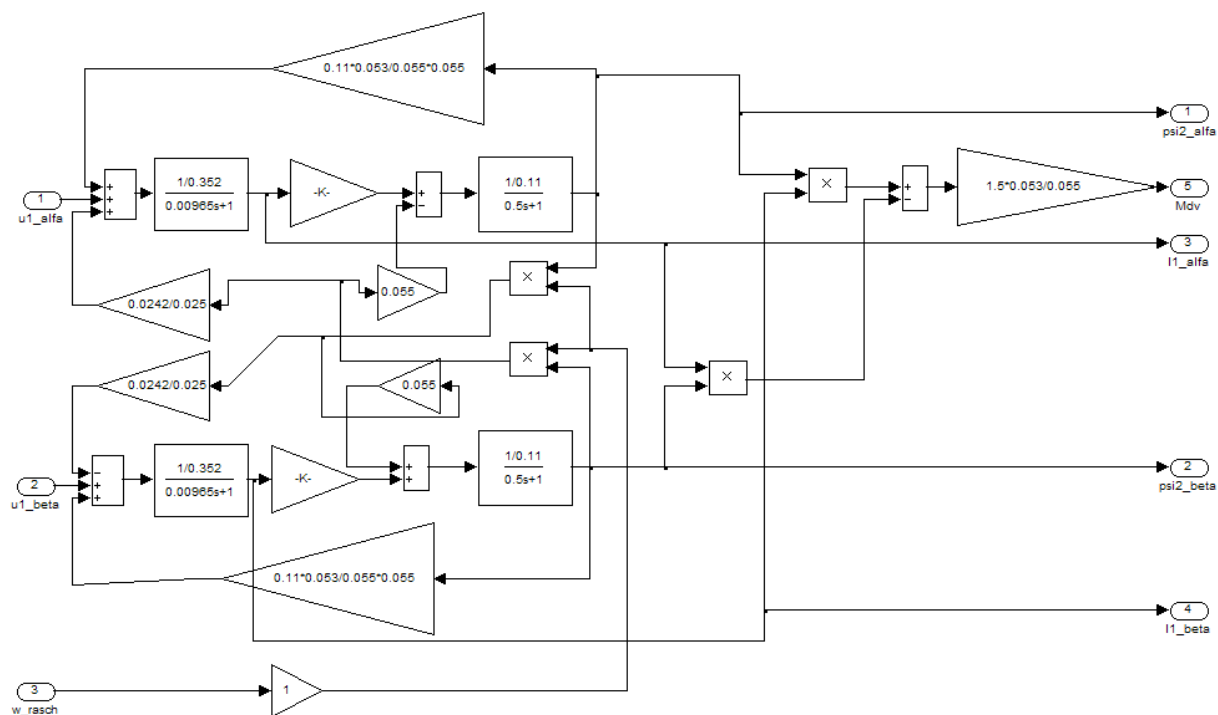 0.11*0.053/0.055*0.055
1
psi2_alfa
+
+
+
1/0.352
0.00965s+1
-K-
+
−
1/0.11
0.5s+1
×
+
−
1.5*0.053/0.055
5
Mdv
1
u1_alfa
3
I1_alfa
0.0242/0.025
0.055
×
0.0242/0.025
0.055
×
×
−
+
+
1/0.352
0.00965s+1
-K-
+
+
1/0.11
0.5s+1
2
psi2_beta
2
u1_beta
0.11*0.053/0.055*0.055
4
I1_beta
3
w_rasch
1